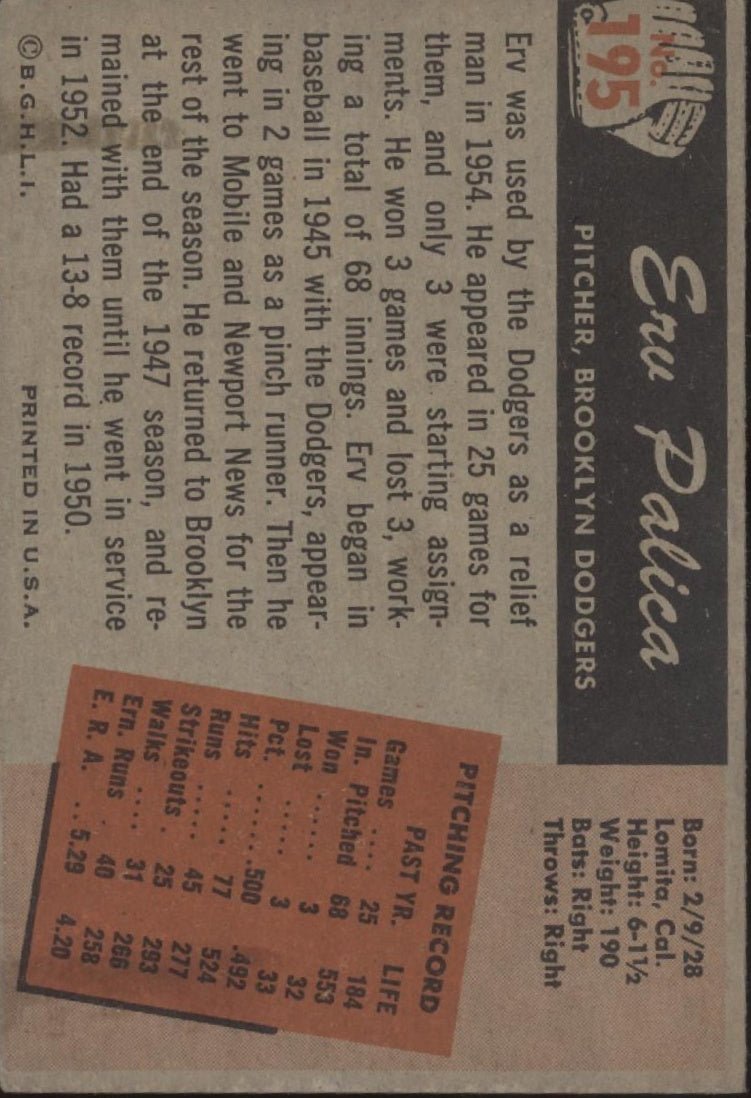 No.
195
Erv Palica
PITCHER, BROOKLYN DODGERS
Born: 2/9/28
Lomita, Cal.
Height: 6-1½
Weight: 190
Bats: Right
Throws: Right
Erv was used by the Dodgers as a relief
man in 1954. He appeared in 25 games for
them, and only 3 were starting assign-
ments. He won 3 games and lost 3, work-
ing a total of 68 innings. Erv began in
baseball in 1945 with the Dodgers, appear-
ing in 2 games as a pinch runner. Then he
went to Mobile and Newport News for the
rest of the season. He returned to Brooklyn
at the end of the 1947 season, and re-
mained with them until he went in service
in 1952. Had a 13-8 record in 1950.
© B.G.H.L.I. PRINTED IN U.S.A.
PITCHING RECORD
PAST YR. LIFE
Games .... 25 184
In. Pitched 68 553
Won ...... 3 32
Lost ...... 3 33
Pct. ....... .500 .492
Hits ...... 77 524
Runs ..... 45 277
Strikeouts . 25 293
Walks .... 31 266
Ern. Runs . 40 258
E. R. A. .. 5.29 4.20